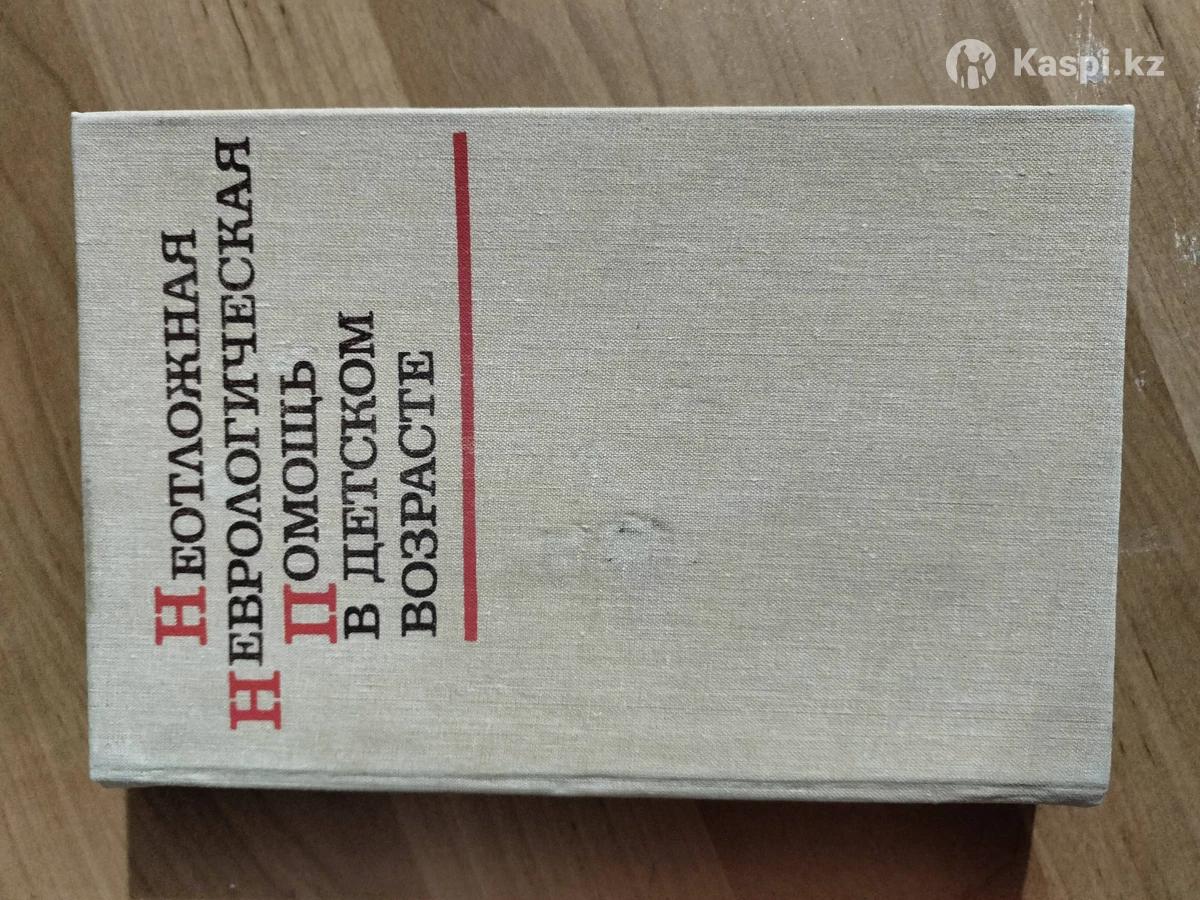 Kaspi.kz
НЕОТЛОЖНАЯ
НЕВРОЛОГИЧЕСКАЯ
ПОМОЩЬ
В ДЕТСКОМ
ВОЗРАСТЕ